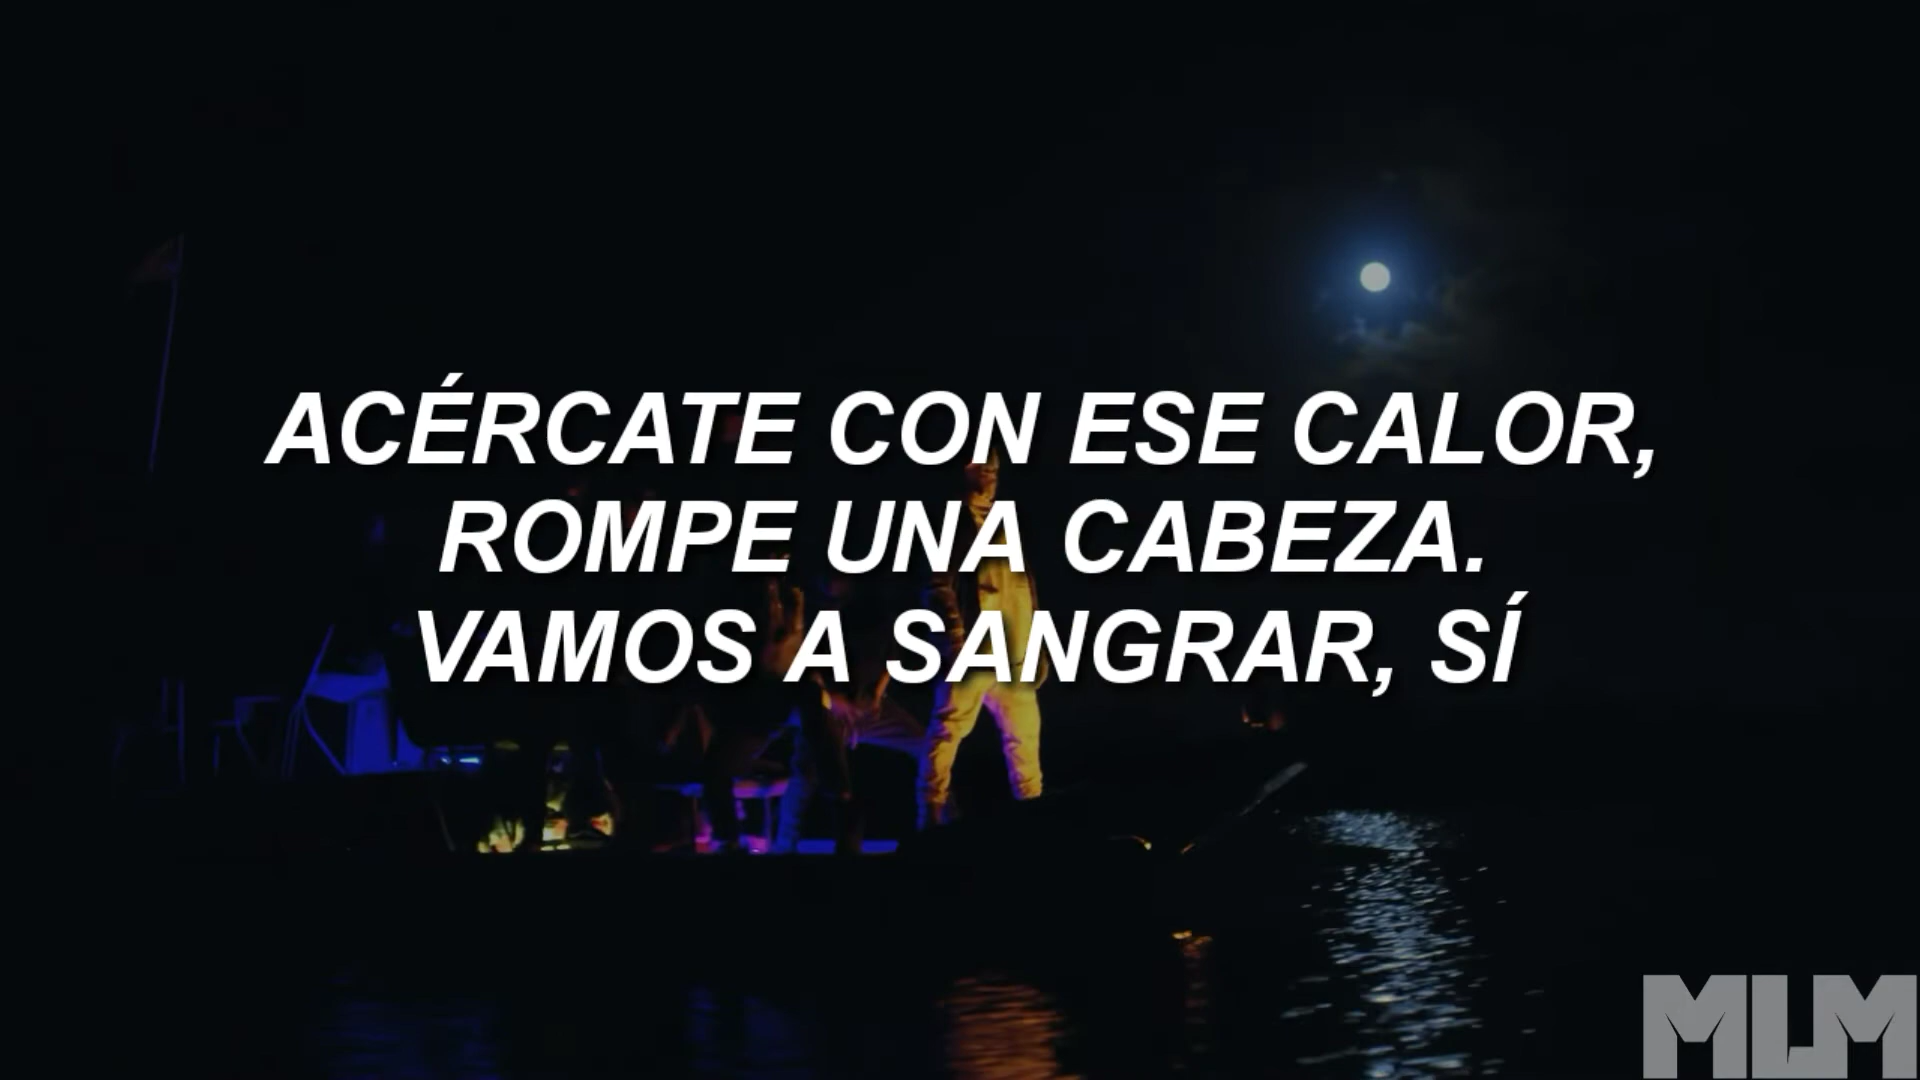 ACÉRCATE CON ESE CALOR,
ROMPE UNA CABEZA.
VAMOS A SANGRAR, SÍ
MLM